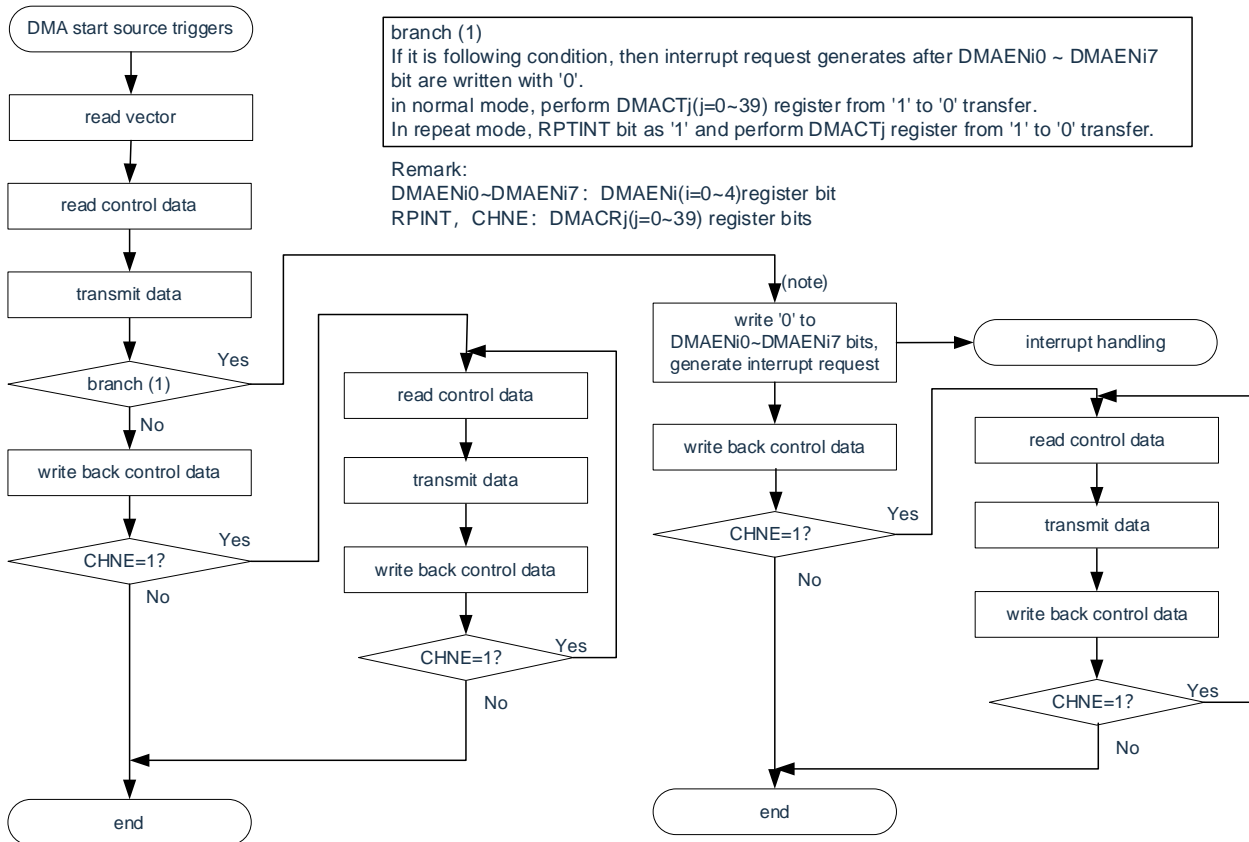 DMA start source triggers
read vector
read control data
transmit data
branch (1)
Yes
No
write back control data
CHNE=1?
Yes
No
end
branch (1)
If it is following condition, then interrupt request generates after DMAENi0 ~ DMAENi7
bit are written with '0'.
in normal mode, perform DMACTj(j=0~39) register from '1' to '0' transfer.
In repeat mode, RPTINT bit as '1' and perform DMACTj register from '1' to '0' transfer.
Remark:
DMAENi0~DMAENi7：DMAENi(i=0~4)register bit
RPINT，CHNE：DMACRj(j=0~39) register bits
read control data
transmit data
write back control data
CHNE=1?
Yes
No
(note)
write '0' to
DMAENi0~DMAENi7 bits,
generate interrupt request
interrupt handling
write back control data
CHNE=1?
Yes
No
end
read control data
transmit data
write back control data
CHNE=1?
Yes
No